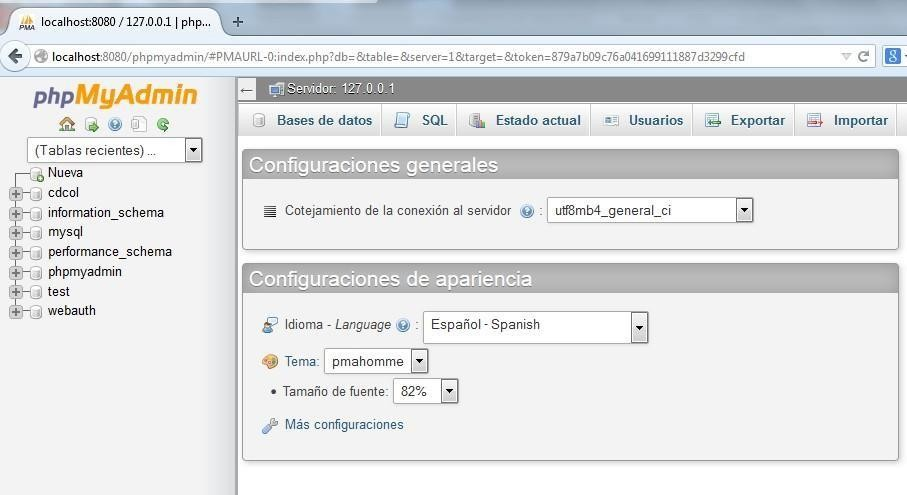 localhost:8080 / 127.0.0.1 | php...
localhost:8080/phpmyadmin/#PMAURL-0:index.php?db=&table=&server=1&target=&token=879a7b09c76a041699111887d3299cfd
phpMyAdmin
(Tablas recientes) ...
Nueva
cdcol
information_schema
mysql
performance_schema
phpmyadmin
test
webauth
Servidor: 127.0.0.1
Bases de datos SQL Estado actual Usuarios Exportar Importar
Configuraciones generales
Cotejamiento de la conexión al servidor : utf8mb4_general_ci
Configuraciones de apariencia
Idioma - Language : Español - Spanish
Tema: pmahomme
• Tamaño de fuente: 82%
Más configuraciones